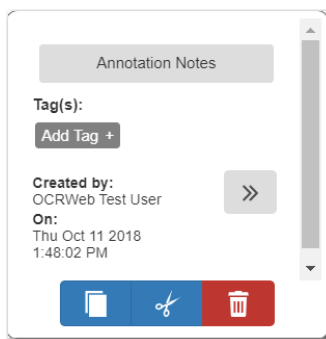 Annotation Notes
Tag(s):
Add Tag +
Created by:
OCRWeb Test User
On:
Thu Oct 11 2018
1:48:02 PM